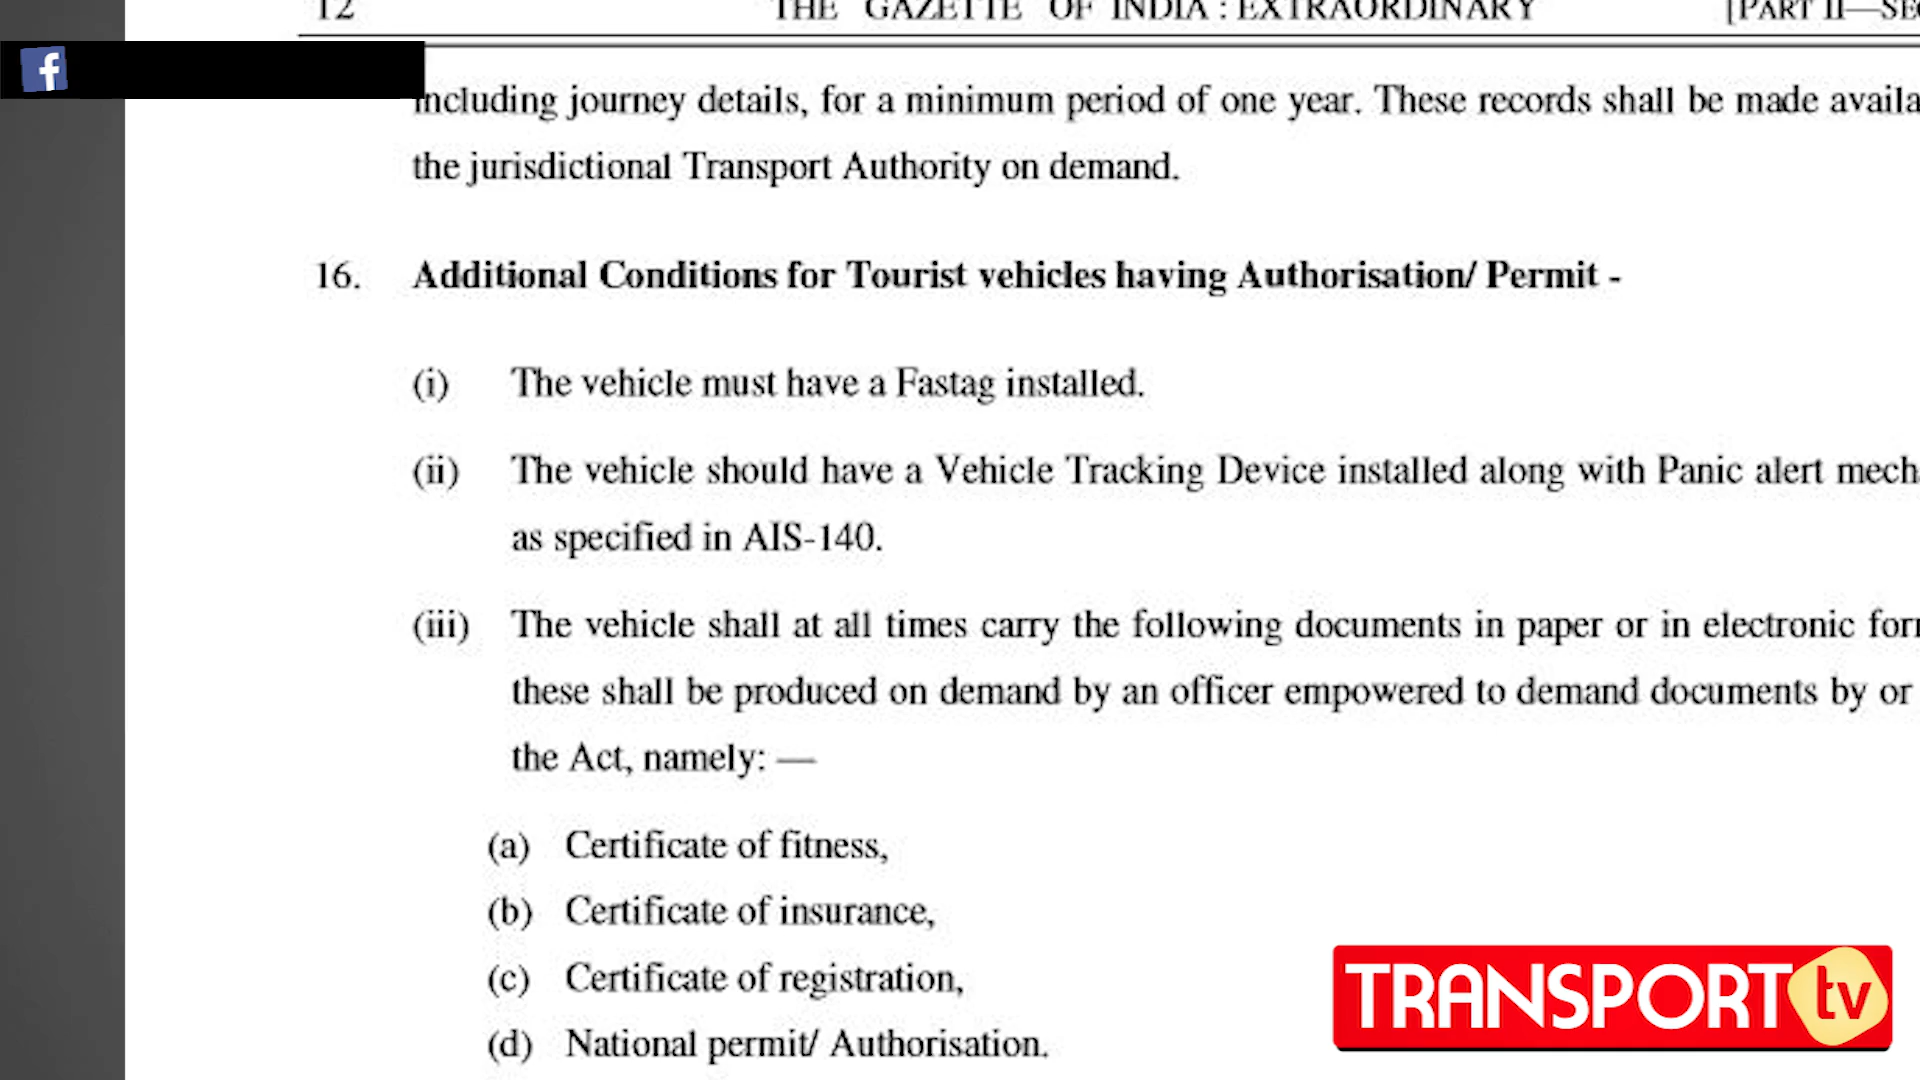 12 THE GAZETTE OF INDIA : EXTRAORDINARY [PART II—SEC
including journey details, for a minimum period of one year. These records shall be made availa
the jurisdictional Transport Authority on demand.
16. Additional Conditions for Tourist vehicles having Authorisation/ Permit -
(i) The vehicle must have a Fastag installed.
(ii) The vehicle should have a Vehicle Tracking Device installed along with Panic alert mech
as specified in AIS-140.
(iii) The vehicle shall at all times carry the following documents in paper or in electronic for
these shall be produced on demand by an officer empowered to demand documents by or
the Act, namely: —
(a) Certificate of fitness,
(b) Certificate of insurance,
(c) Certificate of registration,
(d) National permit/ Authorisation.
TRANSPORT tv